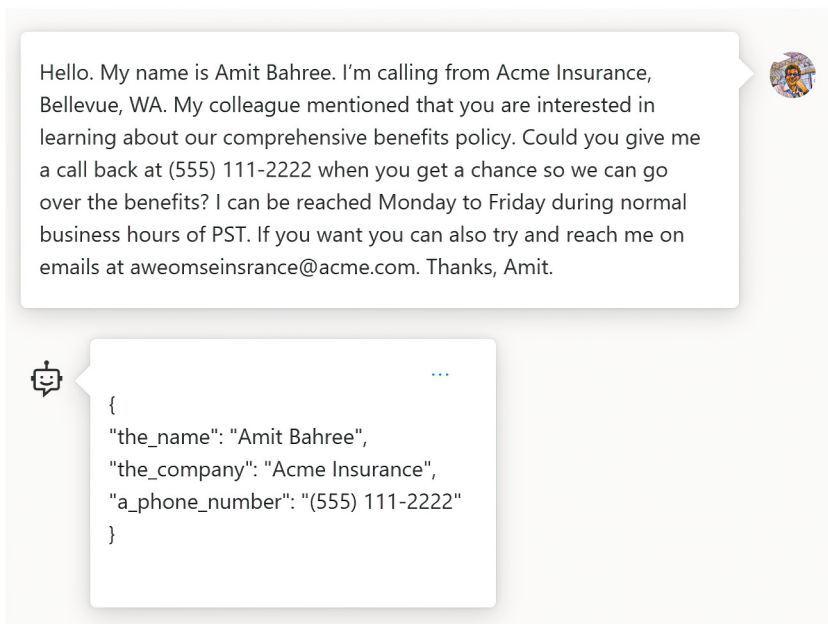 Hello. My name is Amit Bahree. I’m calling from Acme Insurance,
Bellevue, WA. My colleague mentioned that you are interested in
learning about our comprehensive benefits policy. Could you give me
a call back at (555) 111-2222 when you get a chance so we can go
over the benefits? I can be reached Monday to Friday during normal
business hours of PST. If you want you can also try and reach me on
emails at aweomseinsrance@acme.com. Thanks, Amit.
...
{
"the_name": "Amit Bahree",
"the_company": "Acme Insurance",
"a_phone_number": "(555) 111-2222"
}